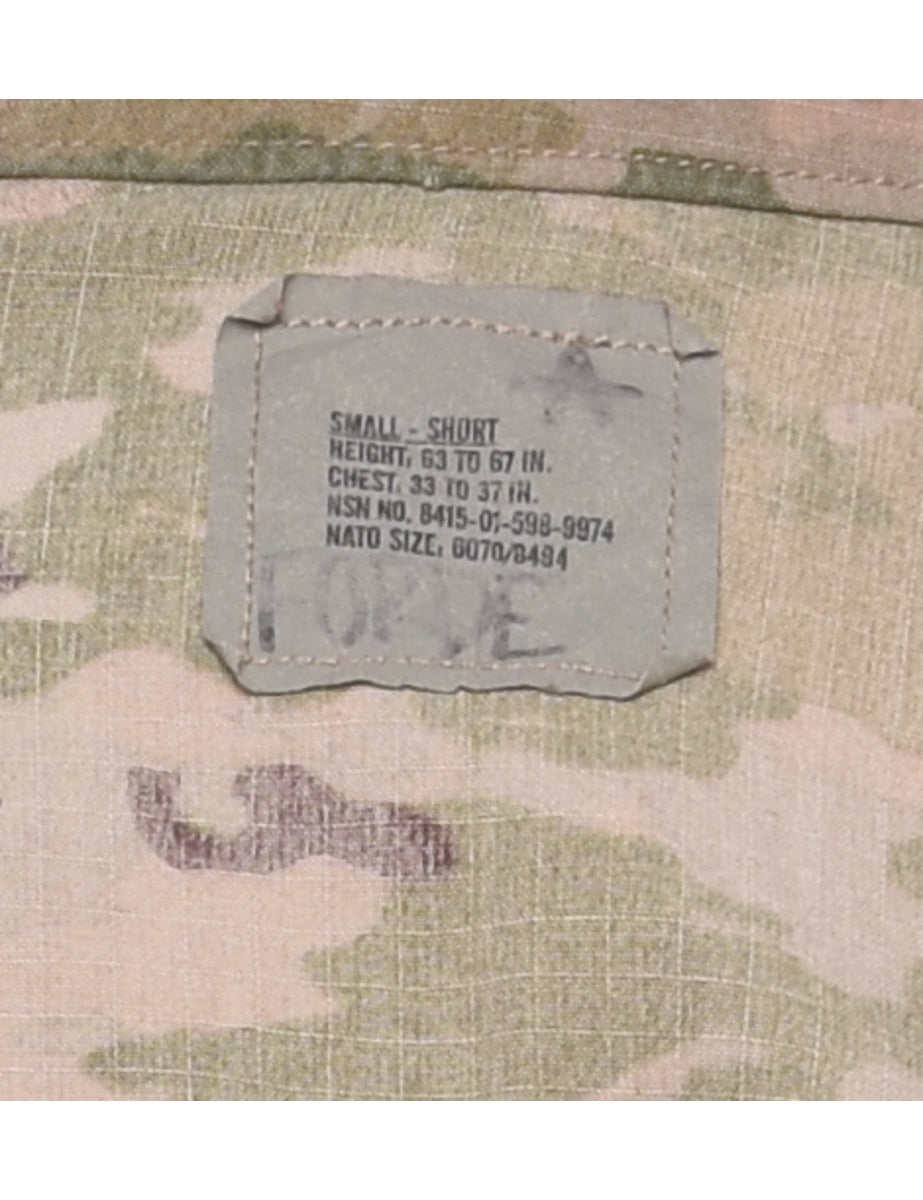 SMALL - SHORT
HEIGHT: 63 TO 67 IN.
CHEST: 33 TO 37 IN.
NSN NO. 8415-01-598-9974
NATO SIZE: 6070/8494